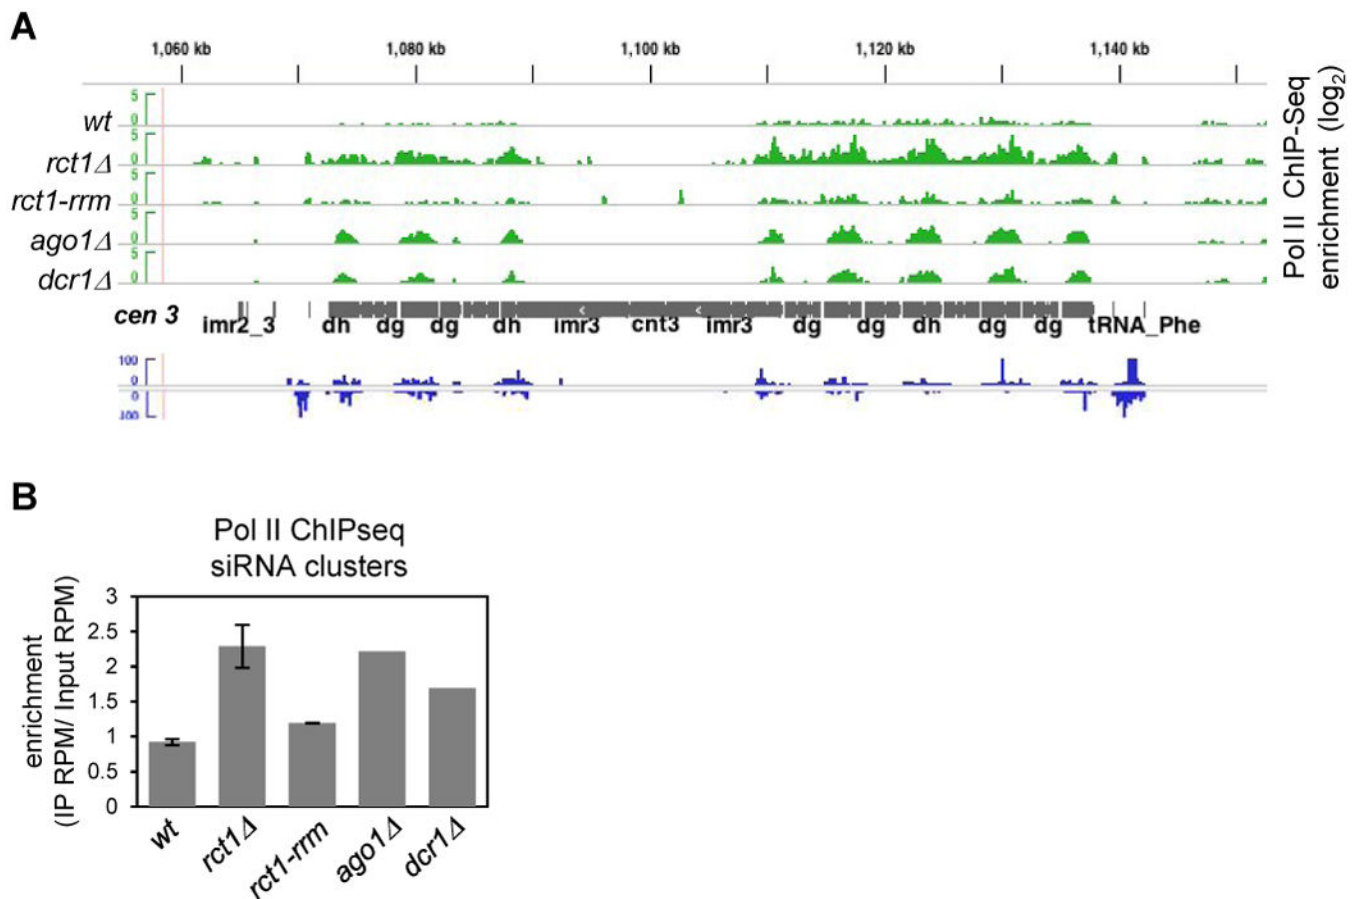 A
1,060 kb 1,080 kb 1,100 kb 1,120 kb 1,140 kb
wt 5 0
rct1Δ 5 0
rct1-rrm 5 0
ago1Δ 5 0
dcr1Δ 5 0
Pol II ChIP-Seq
enrichment (log2)
cen 3 imr2_3 dh dg dg dh imr3 cnt3 imr3 dg dg dh dg dg tRNA_Phe
100
0
0
100
B
Pol II ChIPseq
siRNA clusters
enrichment
(IP RPM/ Input RPM)
3
2.5
2
1.5
1
0.5
0
wt rct1Δ rct1-rrm ago1Δ dcr1Δ